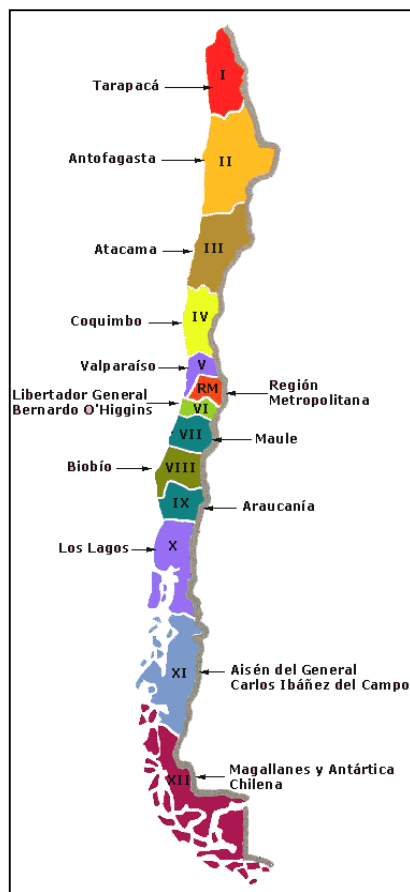 I
Tarapacá
Antofagasta
II
Atacama
III
IV
Coquimbo
Valparaíso
V
RM
Región
Metropolitana
Libertador General
Bernardo O'Higgins
VI
VII
Maule
Biobío
VIII
IX
Araucanía
Los Lagos
X
XI
Aisén del General
Carlos Ibáñez del Campo
XII
Magallanes y Antártica
Chilena